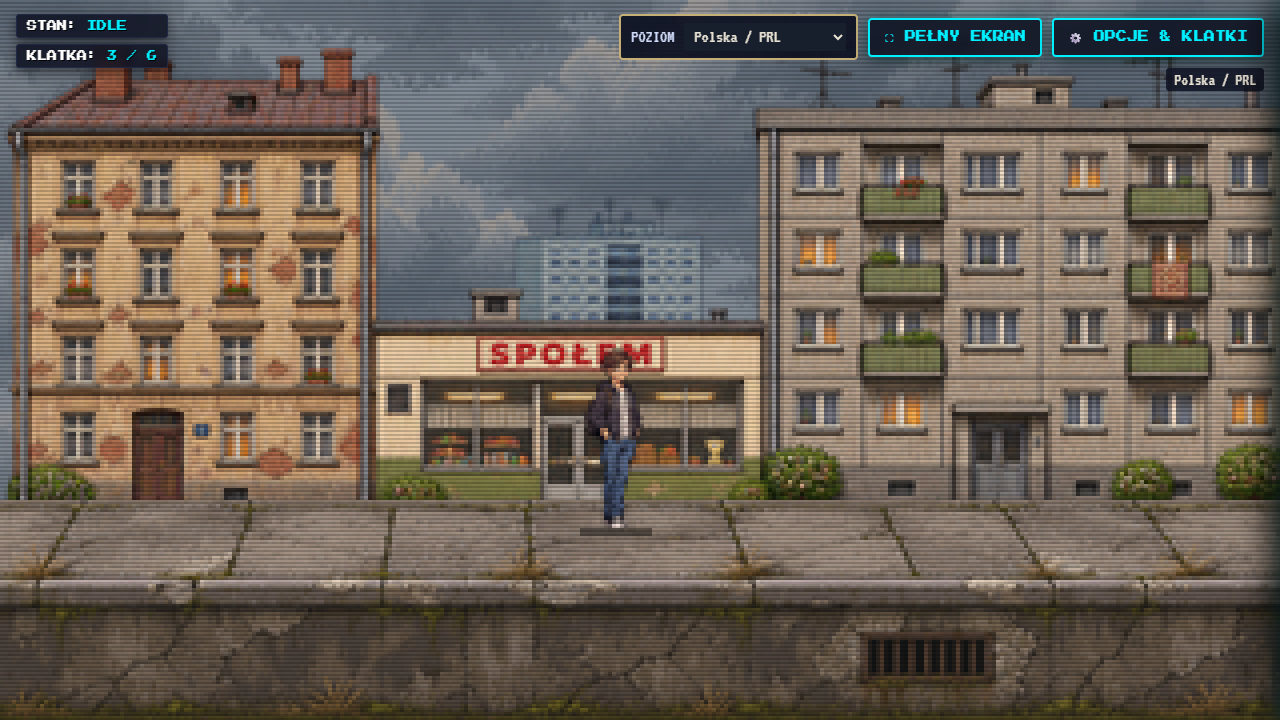 STAN: IDLE
KLATKA: 3 / 6
POZIOM Polska / PRL
PEŁNY EKRAN
OPCJE & KLATKI
Polska / PRL
SPOŁEM